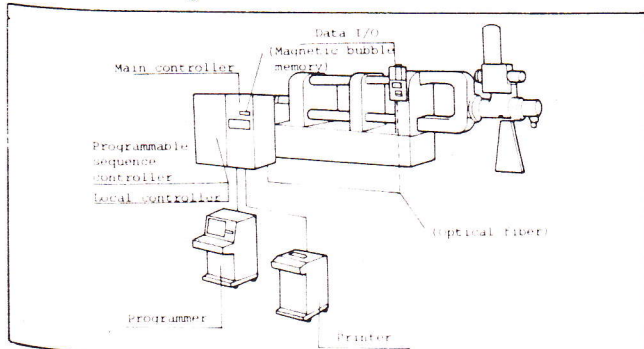 Data I/O
(Magnetic bubble
memory)
Main controller
Programmable
sequence
controller
Local controller
(Optical fiber)
Programmer
Printer